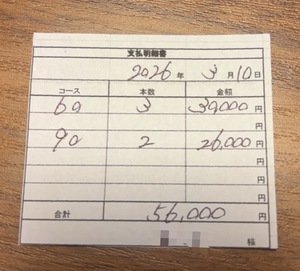 支払明細書
2026 年 3 月 10 日
コース 本数 金額
60 3 30,000 円
90 2 26,000 円
円
円
円
合計 56,000 円
様